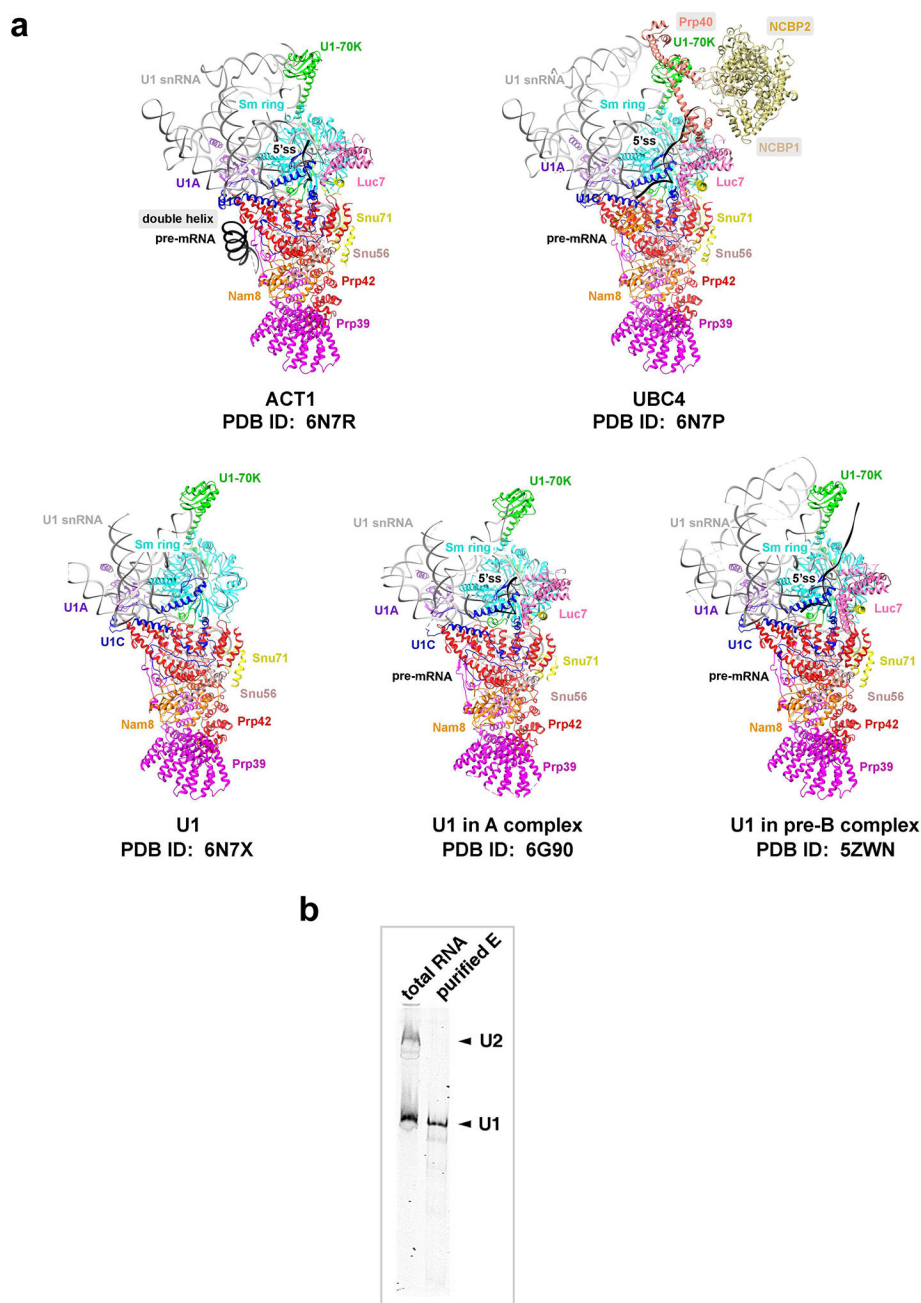 a
U1-70K
U1 snRNA
Sm ring
5'ss
U1A
Luc7
U1C
double helix
pre-mRNA
Snu71
Snu56
Nam8
Prp42
Prp39
ACT1
PDB ID: 6N7R
Prp40
NCBP2
U1-70K
U1 snRNA
Sm ring
5'ss
NCBP1
U1A
Luc7
U1C
Snu71
pre-mRNA
Snu56
Nam8
Prp42
Prp39
UBC4
PDB ID: 6N7P
U1-70K
U1 snRNA
Sm ring
U1A
U1C
Snu71
Snu56
Nam8
Prp42
Prp39
U1
PDB ID: 6N7X
U1-70K
U1 snRNA
Sm ring
5'ss
Luc7
U1A
U1C
Snu71
pre-mRNA
Snu56
Nam8
Prp42
Prp39
U1 in A complex
PDB ID: 6G90
U1-70K
U1 snRNA
Sm ring
5'ss
U1A
Luc7
U1C
Snu71
pre-mRNA
Snu56
Nam8
Prp42
Prp39
U1 in pre-B complex
PDB ID: 5ZWN
b
total RNA
purified E
U2
U1